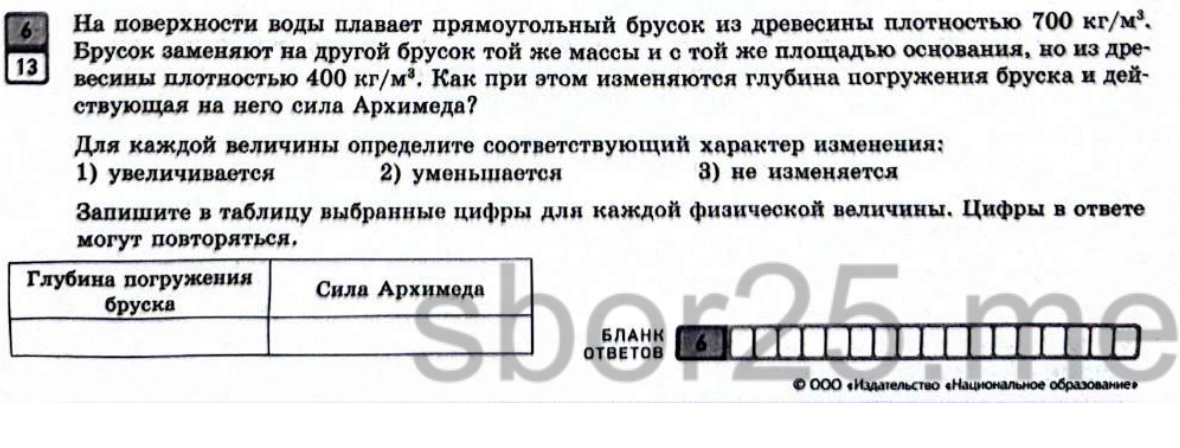 6
13
На поверхности воды плавает прямоугольный брусок из древесины плотностью 700 кг/м³.
Брусок заменяют на другой брусок той же массы и с той же площадью основания, но из дре-
весины плотностью 400 кг/м³. Как при этом изменяются глубина погружения бруска и дей-
ствующая на него сила Архимеда?
Для каждой величины определите соответствующий характер изменения:
1) увеличивается 2) уменьшается 3) не изменяется
Запишите в таблицу выбранные цифры для каждой физической величины. Цифры в ответе
могут повторяться.
Глубина погружения
бруска
Сила Архимеда
sbor25.me
БЛАНК
ОТВЕТОВ
6
© ООО «Издательство «Национальное образование»